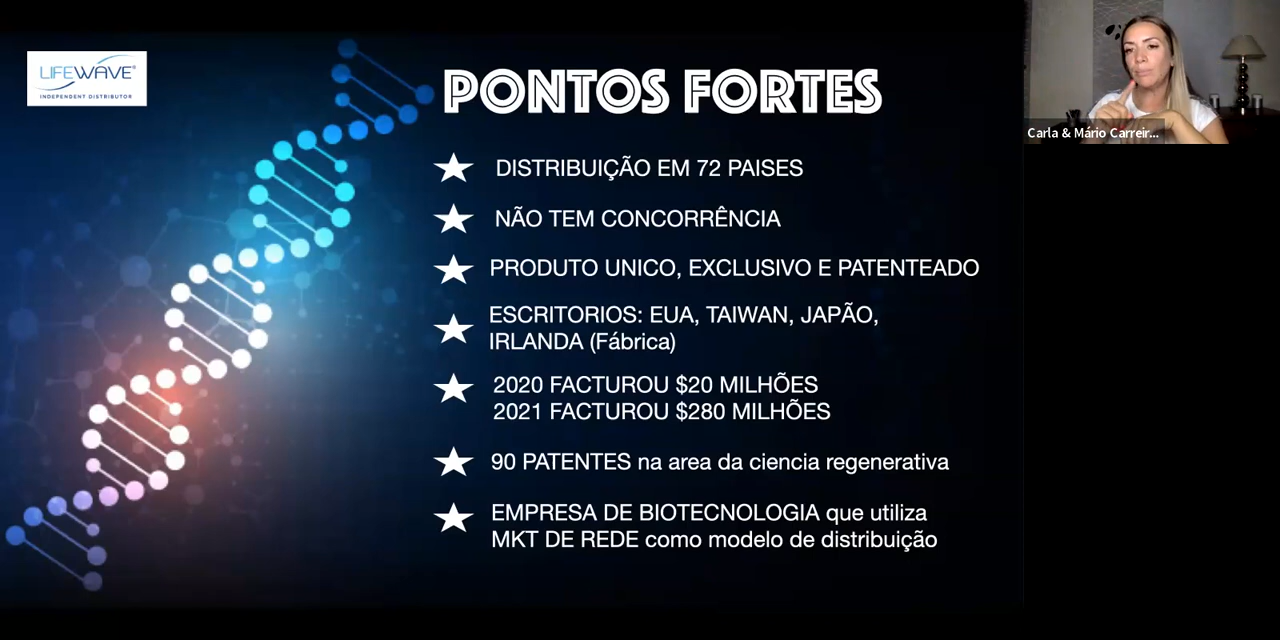 LIFEWAVE®
INDEPENDENT DISTRIBUTOR
PONTOS FORTES
DISTRIBUIÇÃO EM 72 PAISES
NÃO TEM CONCORRÊNCIA
PRODUTO UNICO, EXCLUSIVO E PATENTEADO
ESCRITORIOS: EUA, TAIWAN, JAPÃO,
IRLANDA (Fábrica)
2020 FACTUROU $20 MILHÕES
2021 FACTUROU $280 MILHÕES
90 PATENTES na area da ciencia regenerativa
EMPRESA DE BIOTECNOLOGIA que utiliza
MKT DE REDE como modelo de distribuição
Carla & Mário Carreir...